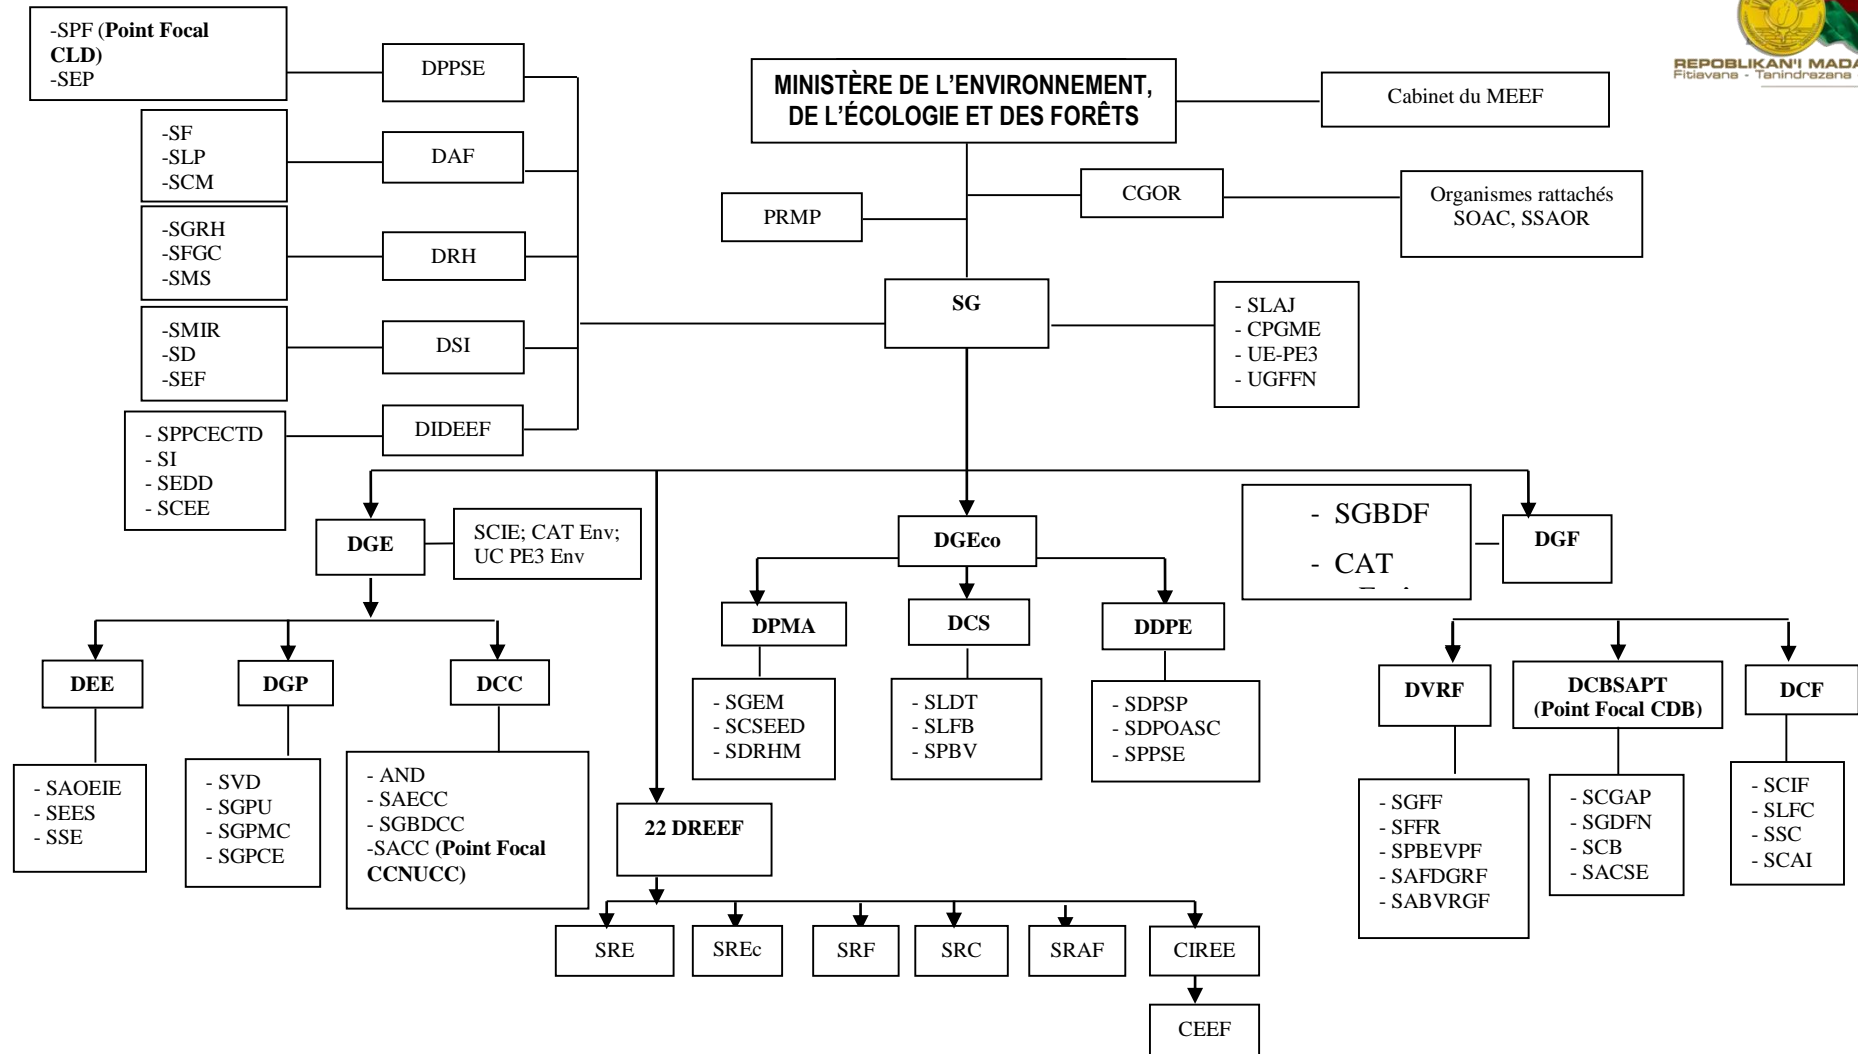 -SPF (Point Focal
CLD)
-SEP
DPPSE
MINISTÈRE DE L'ENVIRONNEMENT,
DE L'ÉCOLOGIE ET DES FORÊTS
Cabinet du MEEF
REPOBLIKAN'I
Fitiavana - Tanindrazana
-SF
-SLP
-SCM
DAF
PRMP
CGOR
Organismes rattachés
SOAC, SSAOR
-SGRH
-SFGC
-SMS
DRH
SG
- SLAJ
- CPGME
- UE-PE3
- UGFFN
-SMIR
-SD
-SEF
DSI
- SPPCECTD
- SI
- SEDD
- SCEE
DIDEEF
DGE
SCIE; CAT Env;
UC PE3 Env
DGEco
- SGBDF
- CAT
DGF
DPMA
DCS
DDPE
DEE
DGP
DCC
DVRF
DCBSAPT
(Point Focal CDB)
DCF
- SGEM
- SCSEED
- SDRHM
- SLDT
- SLFB
- SPBV
- SDPSP
- SDPOASC
- SPPSE
- SAOEIE
- SEES
- SSE
- SVD
- SGPU
- SGPMC
- SGPCE
- AND
- SAECC
- SGBDCC
-SACC (Point Focal
CCNUCC)
22 DREEF
- SGFF
- SFFR
- SPBEVPF
- SAFDGRF
- SABVRGF
- SCGAP
- SGDFN
- SCB
- SACSE
- SCIF
- SLFC
- SSC
- SCAI
SRE
SREc
SRF
SRC
SRAF
CIREE
CEEF